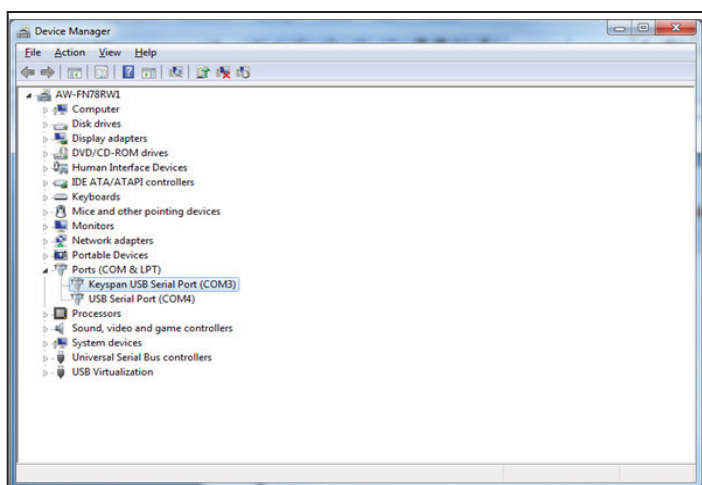 Device Manager
File Action View Help
AW-FN78RW1
Computer
Disk drives
Display adapters
DVD/CD-ROM drives
Human Interface Devices
IDE ATA/ATAPI controllers
Keyboards
Mice and other pointing devices
Monitors
Network adapters
Portable Devices
Ports (COM & LPT)
Keyspan USB Serial Port (COM3)
USB Serial Port (COM4)
Processors
Sound, video and game controllers
System devices
Universal Serial Bus controllers
USB Virtualization